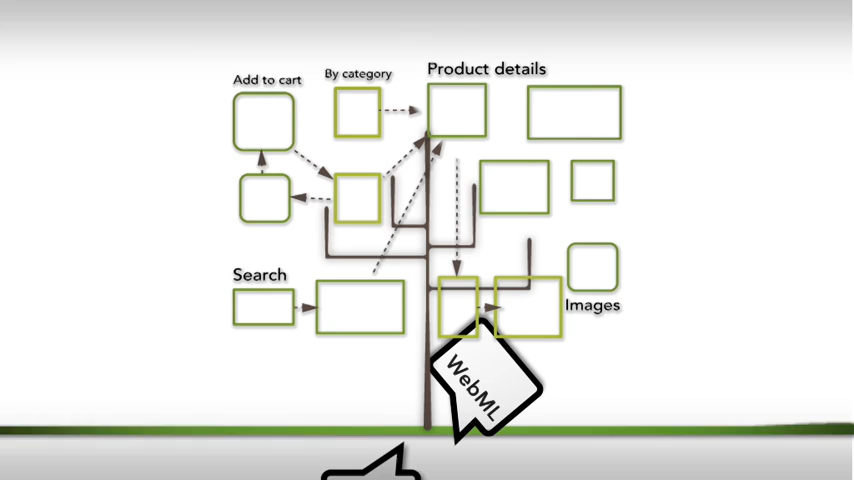 Product details
By category
Add to cart
Search
Images
WebML